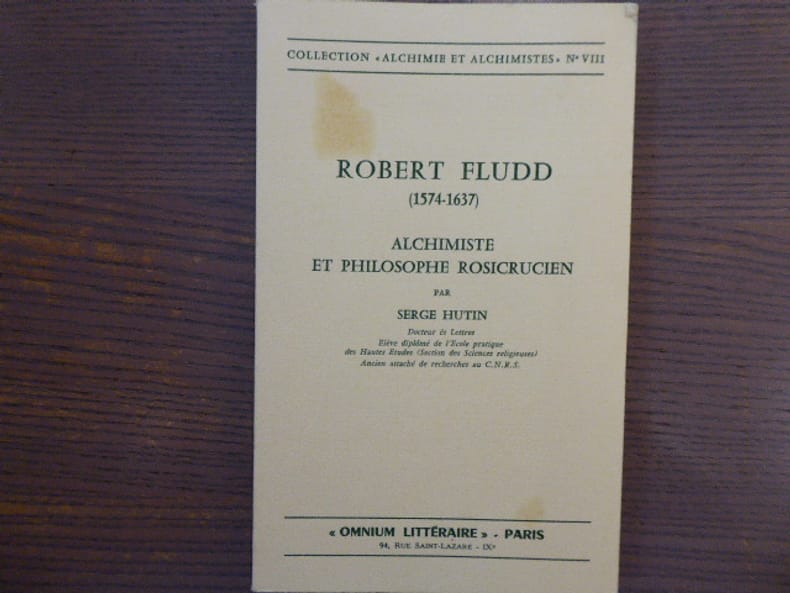 COLLECTION « ALCHIMIE ET ALCHIMISTES » N° VIII
ROBERT FLUDD
(1574-1637)
ALCHIMISTE
ET PHILOSOPHE ROSICRUCIEN
PAR
SERGE HUTIN
Docteur ès Lettres
Elève diplômé de l'Ecole pratique
des Hautes Etudes (Section des Sciences religieuses)
Ancien attaché de recherches au C.N.R.S.
« OMNIUM LITTÉRAIRE » - PARIS
94, RUE SAINT-LAZARE - IXᵉ